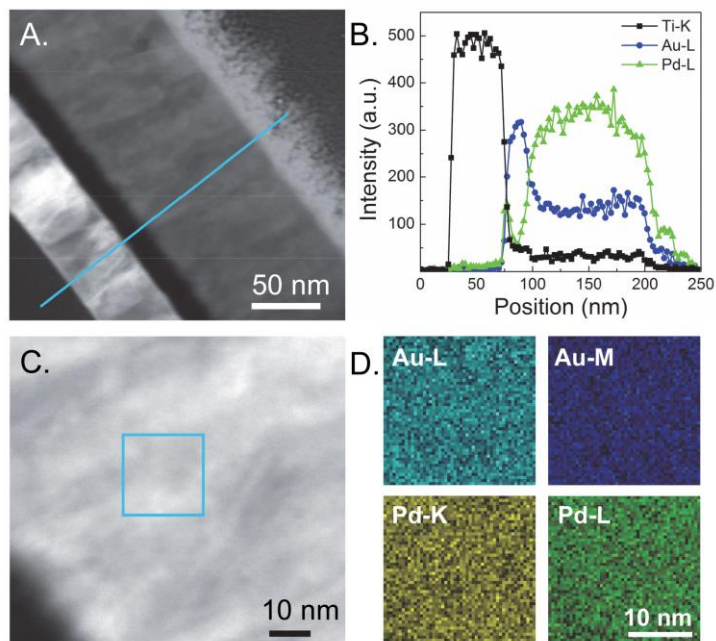 A.
50 nm
B.
Ti-K
Au-L
Pd-L
Intensity (a.u.)
500
400
300
200
100
0 50 100 150 200 250
Position (nm)
C.
10 nm
D.
Au-L Au-M
Pd-K Pd-L
10 nm